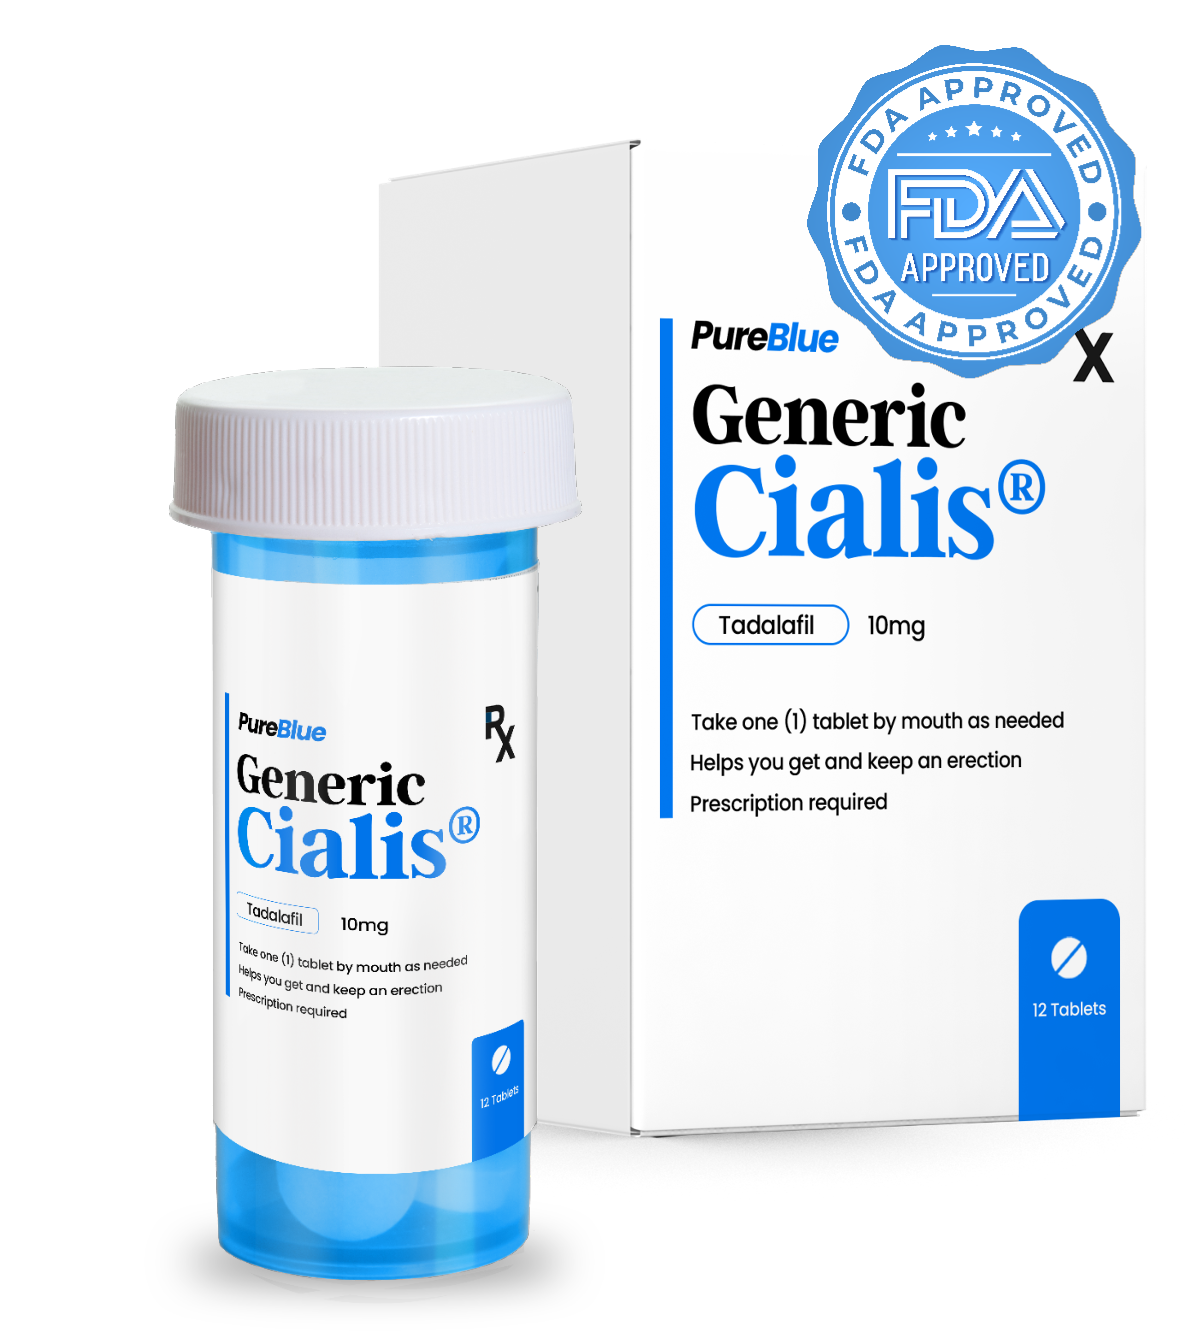 FDA APPROVED
FDA
APPROVED
FDA APPROVED
PureBlue
X
Generic
Cialis®
Tadalafil 10mg
Take one (1) tablet by mouth as needed
Helps you get and keep an erection
Prescription required
12 Tablets
PureBlue
Rx
Generic
Cialis®
Tadalafil 10mg
Take one (1) tablet by mouth as needed
Helps you get and keep an erection
Prescription required
12 Tablets